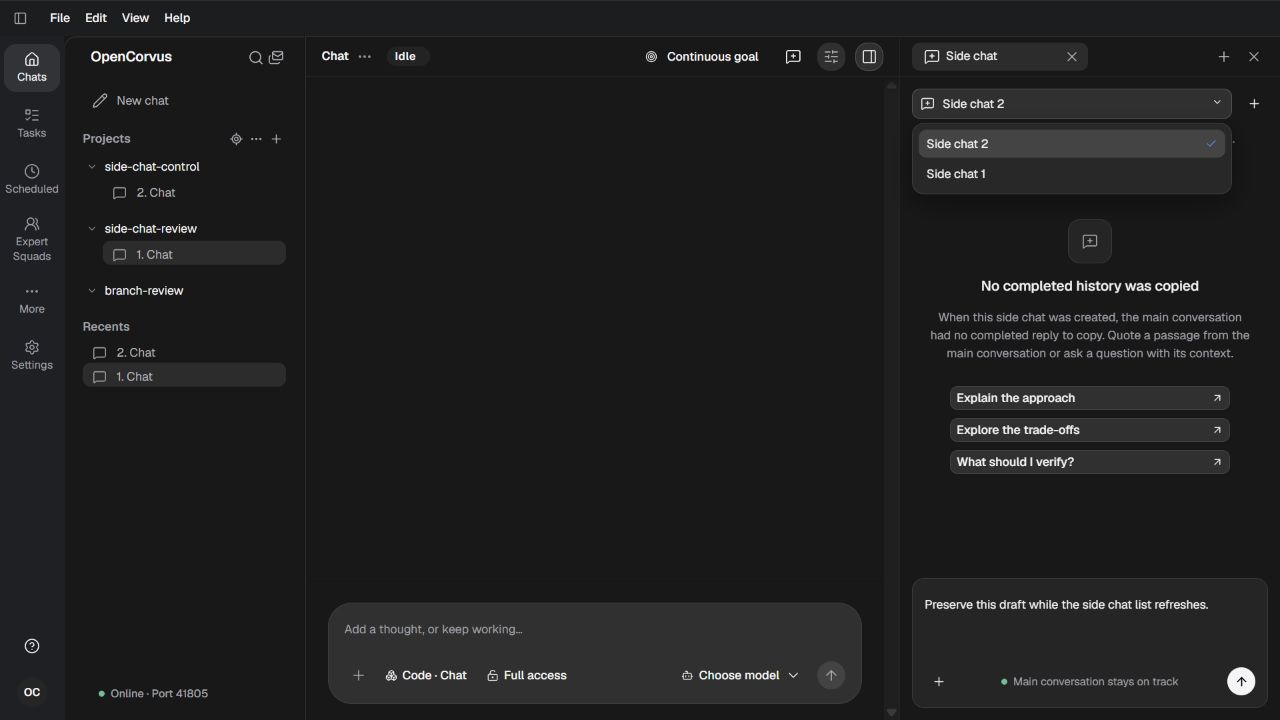 File Edit View Help
OpenCorvus
Chats
Tasks
Scheduled
Expert
Squads
More
Settings
OC
New chat
Projects
side-chat-control
2. Chat
side-chat-review
1. Chat
branch-review
Recents
2. Chat
1. Chat
Online · Port 41805
Chat ··· Idle
Continuous goal
Add a thought, or keep working...
Code · Chat
Full access
Choose model
Side chat
Side chat 2
Side chat 2
Side chat 1
No completed history was copied
When this side chat was created, the main conversation
had no completed reply to copy. Quote a passage from the
main conversation or ask a question with its context.
Explain the approach
Explore the trade-offs
What should I verify?
Preserve this draft while the side chat list refreshes.
Main conversation stays on track